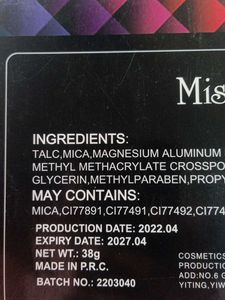 Mis
INGREDIENTS:
TALC,MICA,MAGNESIUM ALUMINUM
METHYL METHACRYLATE CROSSPO
GLYCERIN,METHYLPARABEN,PROPY
MAY CONTAINS:
MICA,CI77891,CI77491,CI77492,CI774
PRODUCTION DATE: 2022.04
EXPIRY DATE: 2027.04
NET WT.: 38g
MADE IN P.R.C.
BATCH NO.: 2203040
COSMETICS
PRODUCTION
ADD:NO.6 G
YITING,YIW